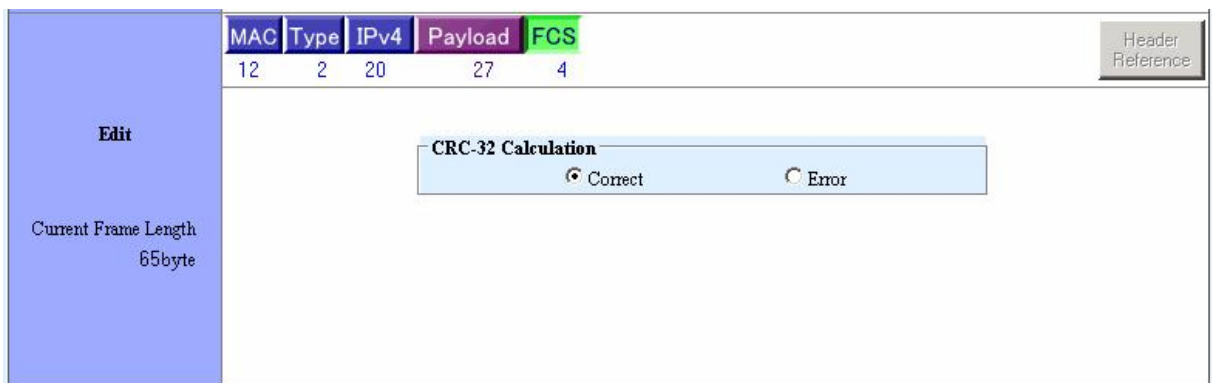 MAC Type IPv4 Payload FCS
12 2 20 27 4
Header
Reference
Edit
CRC-32 Calculation
Correct Error
Current Frame Length
65byte